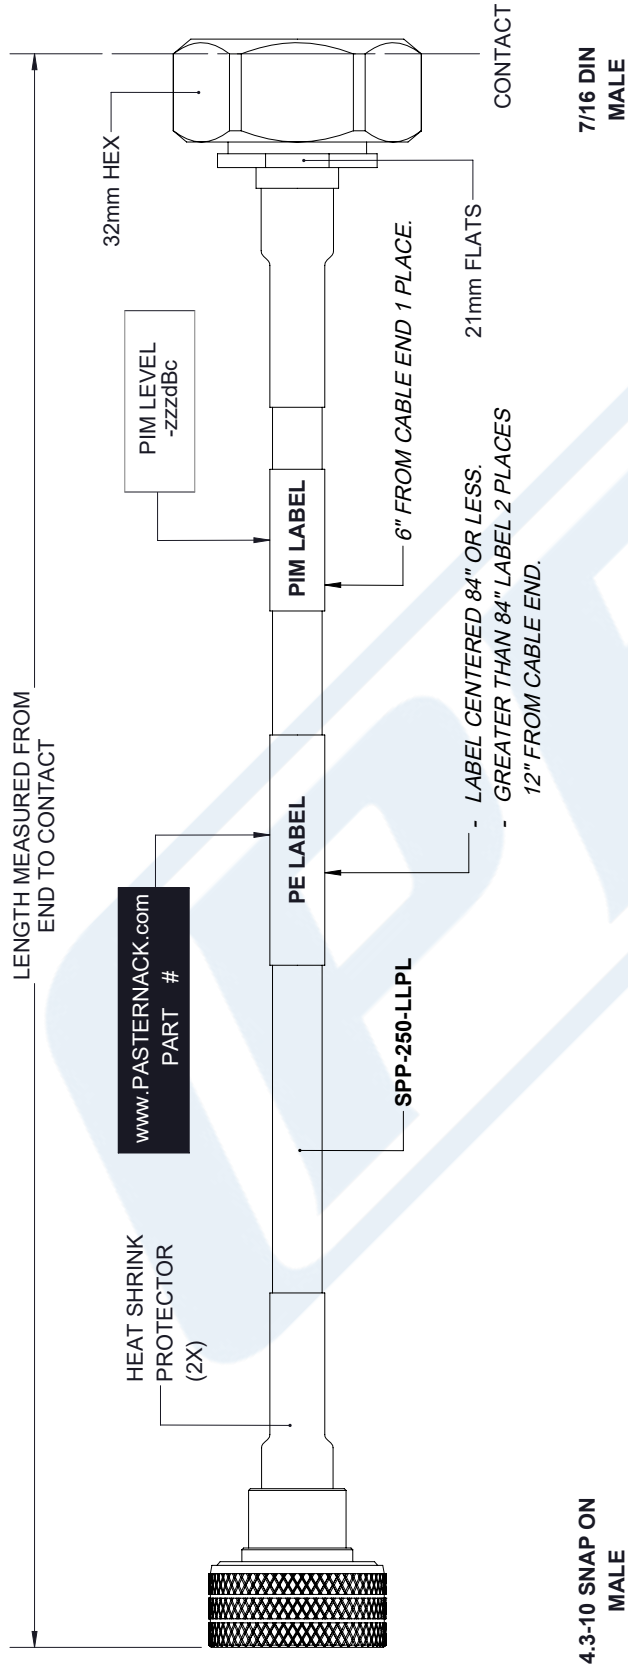 LENGTH MEASURED FROM
END TO CONTACT
HEAT SHRINK
PROTECTOR
(2X)
www.PASTERNACK.com
PART #
PIM LEVEL
-zzzdBc
32mm HEX
PE LABEL
PIM LABEL
SPP-250-LLPL
- LABEL CENTERED 84" OR LESS.
- GREATER THAN 84" LABEL 2 PLACES
12" FROM CABLE END.
6" FROM CABLE END 1 PLACE.
21mm FLATS
CONTACT
4.3-10 SNAP ON
MALE
7/16 DIN
MALE